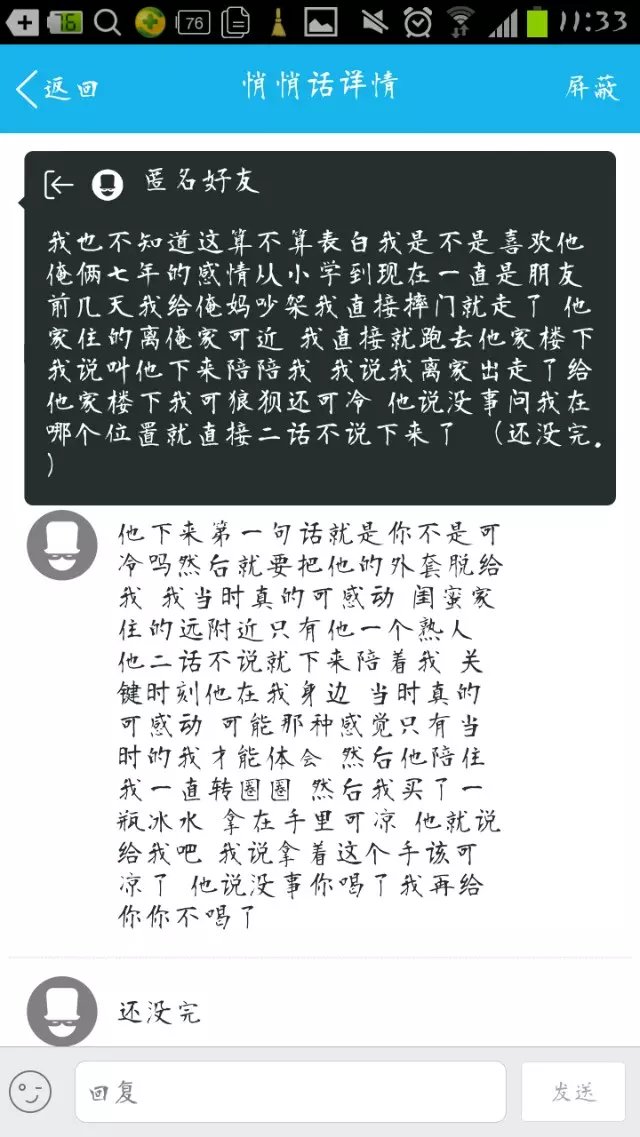 76
76
11:33
返回
悄悄话详情
屏蔽
匿名好友
我也不知道这算不算表白我是不是喜欢他
俺俩七年的感情从小学到现在一直是朋友
前几天我给俺妈吵架我直接摔门就走了 他
家住的离俺家可近 我直接就跑去他家楼下
我说叫他下来陪陪我 我说我离家出走了给
他家楼下我可狼狈还可冷 他说没事问我在
哪个位置就直接二话不说下来了 （还没完.
）
他下来第一句话就是你不是可
冷吗然后就要把他的外套脱给
我 我当时真的可感动 闺蜜家
住的远附近只有他一个熟人
他二话不说就下来陪着我 关
键时刻他在我身边 当时真的
可感动 可能那种感觉只有当
时的我才能体会 然后他陪住
我一直转圈圈 然后我买了一
瓶冰水 拿在手里可凉 他就说
给我吧 我说拿着这个手该可
凉了 他说没事你喝了我再给
你你不喝了
还没完
回复
发送